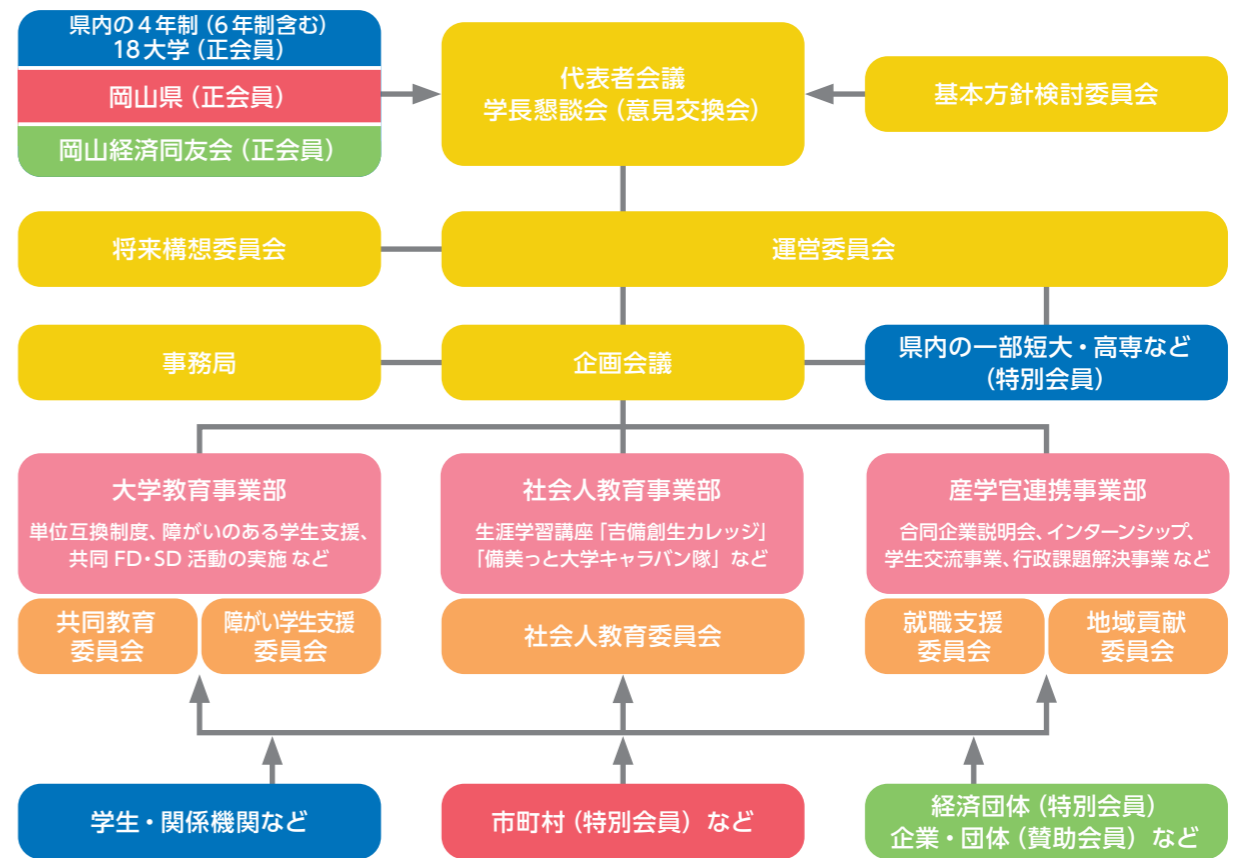 県内の4年制（6年制含む）
18大学（正会員）
岡山県（正会員）
岡山経済同友会（正会員）
代表者会議
学長懇談会（意見交換会）
基本方針検討委員会
将来構想委員会
運営委員会
事務局
企画会議
県内の一部短大・高専など
（特別会員）
大学教育事業部
単位互換制度、障がいのある学生支援、
共同FD・SD活動の実施 など
社会人教育事業部
生涯学習講座「吉備創生カレッジ」
「備美っと大学キャラバン隊」など
産学官連携事業部
合同企業説明会、インターンシップ、
学生交流事業、行政課題解決事業 など
共同教育
委員会
障がい学生支援
委員会
社会人教育委員会
就職支援
委員会
地域貢献
委員会
学生・関係機関など
市町村（特別会員）など
経済団体（特別会員）
企業・団体（賛助会員）など